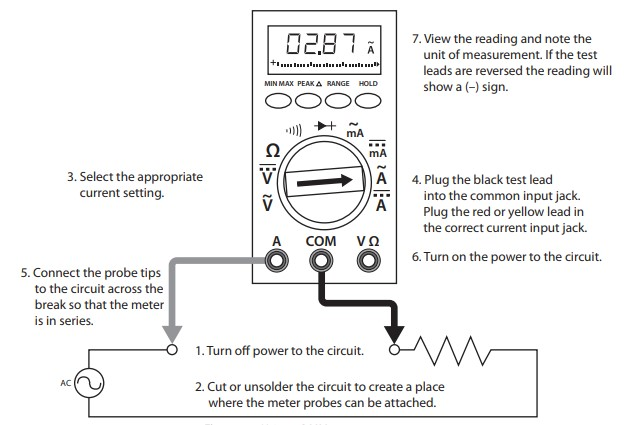 02.87 Ã
MIN MAX PEAK Δ RANGE HOLD
7. View the reading and note the
unit of measurement. If the test
leads are reversed the reading will
show a (–) sign.
mA
mA
Ω
V
V
A
A
3. Select the appropriate
current setting.
4. Plug the black test lead
into the common input jack.
Plug the red or yellow lead in
the correct current input jack.
A COM V Ω
6. Turn on the power to the circuit.
5. Connect the probe tips
to the circuit across the
break so that the meter
is in series.
1. Turn off power to the circuit.
AC
2. Cut or unsolder the circuit to create a place
where the meter probes can be attached.